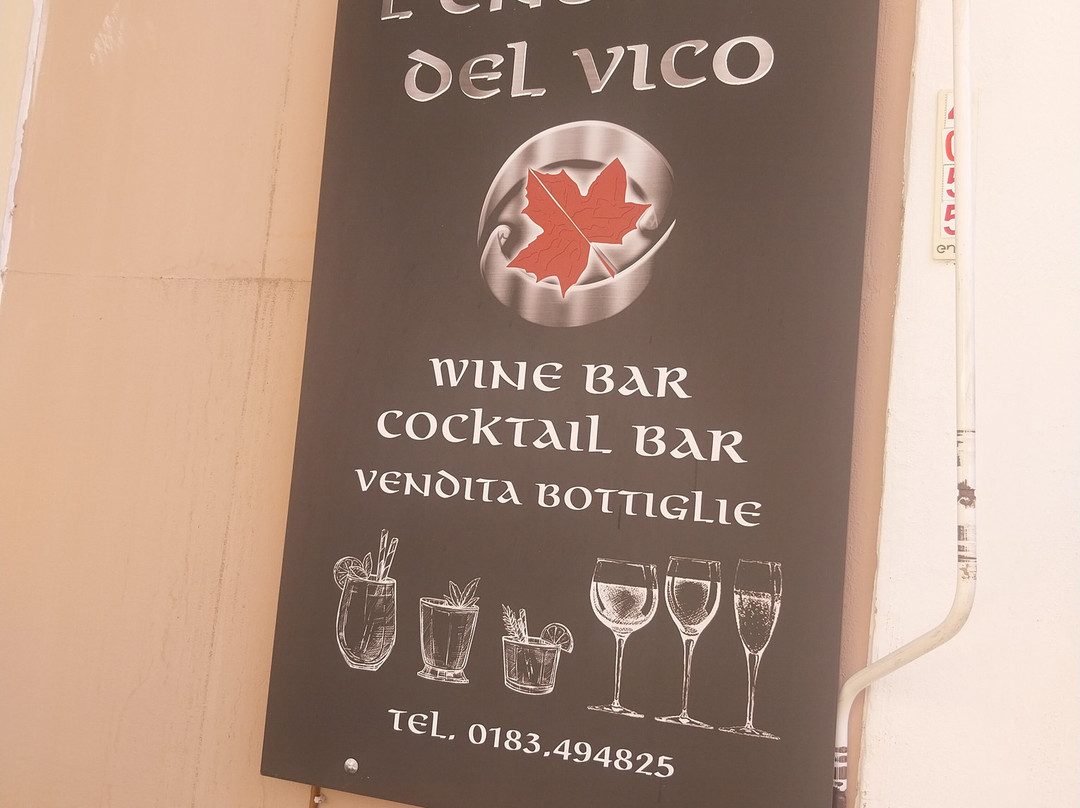 DEL VICO
WINE BAR
COCKTAIL BAR
VENDITA BOTTIGLIE
TEL. 0183.494825